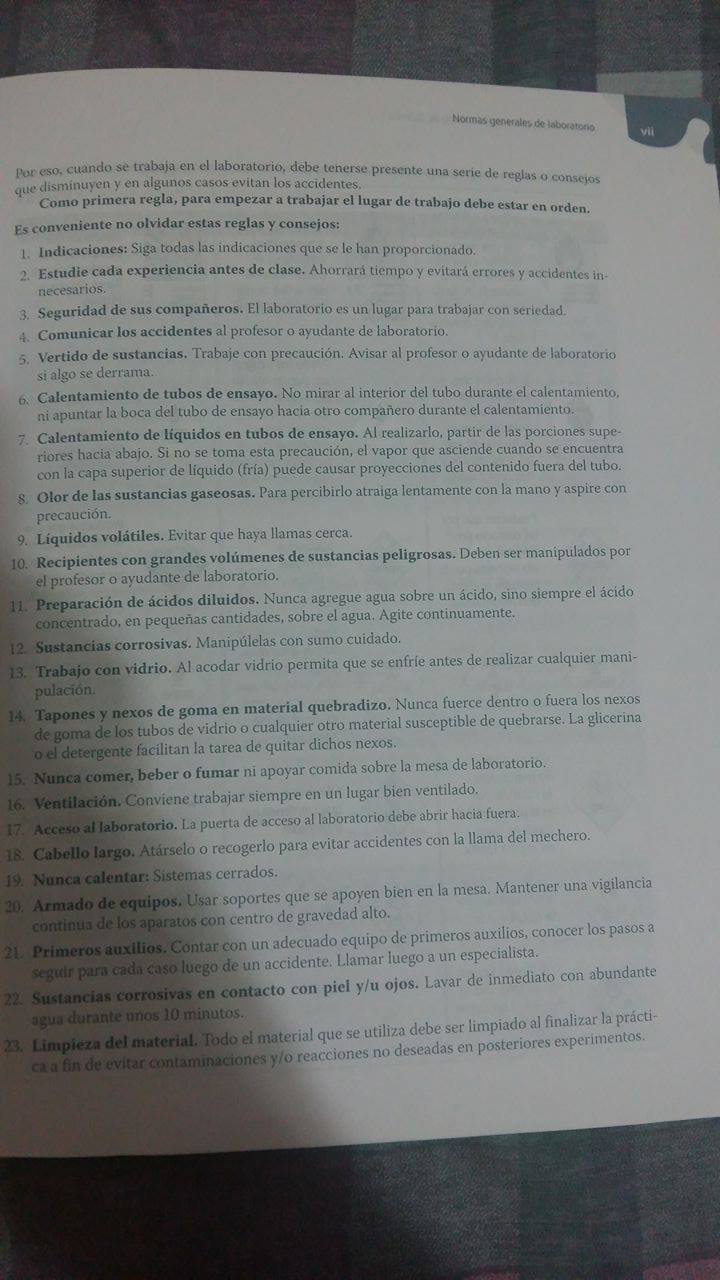 Normas generales de laboratorio
vii
Por eso, cuando se trabaja en el laboratorio, debe tenerse presente una serie de reglas o consejos
que disminuyen y en algunos casos evitan los accidentes.
Como primera regla, para empezar a trabajar el lugar de trabajo debe estar en orden.
Es conveniente no olvidar estas reglas y consejos:
1. Indicaciones: Siga todas las indicaciones que se le han proporcionado.
2. Estudie cada experiencia antes de clase. Ahorrará tiempo y evitará errores y accidentes in-
necesarios.
3. Seguridad de sus compañeros. El laboratorio es un lugar para trabajar con seriedad.
4. Comunicar los accidentes al profesor o ayudante de laboratorio.
5. Vertido de sustancias. Trabaje con precaución. Avisar al profesor o ayudante de laboratorio
si algo se derrama.
6. Calentamiento de tubos de ensayo. No mirar al interior del tubo durante el calentamiento,
ni apuntar la boca del tubo de ensayo hacia otro compañero durante el calentamiento.
7. Calentamiento de líquidos en tubos de ensayo. Al realizarlo, partir de las porciones supe-
riores hacia abajo. Si no se toma esta precaución, el vapor que asciende cuando se encuentra
con la capa superior de líquido (fría) puede causar proyecciones del contenido fuera del tubo.
8. Olor de las sustancias gaseosas. Para percibirlo atraiga lentamente con la mano y aspire con
precaución.
9. Líquidos volátiles. Evitar que haya llamas cerca.
10. Recipientes con grandes volúmenes de sustancias peligrosas. Deben ser manipulados por
el profesor o ayudante de laboratorio.
11. Preparación de ácidos diluidos. Nunca agregue agua sobre un ácido, sino siempre el ácido
concentrado, en pequeñas cantidades, sobre el agua. Agite continuamente.
12. Sustancias corrosivas. Manipúlelas con sumo cuidado.
13. Trabajo con vidrio. Al acodar vidrio permita que se enfríe antes de realizar cualquier mani-
pulación.
14. Tapones y nexos de goma en material quebradizo. Nunca fuerce dentro o fuera los nexos
de goma de los tubos de vidrio o cualquier otro material susceptible de quebrarse. La glicerina
o el detergente facilitan la tarea de quitar dichos nexos.
15. Nunca comer, beber o fumar ni apoyar comida sobre la mesa de laboratorio.
16. Ventilación. Conviene trabajar siempre en un lugar bien ventilado.
17. Acceso al laboratorio. La puerta de acceso al laboratorio debe abrir hacia fuera.
18. Cabello largo. Atárselo o recogerlo para evitar accidentes con la llama del mechero.
19. Nunca calentar: Sistemas cerrados.
20. Armado de equipos. Usar soportes que se apoyen bien en la mesa. Mantener una vigilancia
continua de los aparatos con centro de gravedad alto.
21. Primeros auxilios. Contar con un adecuado equipo de primeros auxilios, conocer los pasos a
seguir para cada caso luego de un accidente. Llamar luego a un especialista.
22. Sustancias corrosivas en contacto con piel y/u ojos. Lavar de inmediato con abundante
agua durante unos 10 minutos.
23. Limpieza del material. Todo el material que se utiliza debe ser limpiado al finalizar la prácti-
ca a fin de evitar contaminaciones y/o reacciones no deseadas en posteriores experimentos.